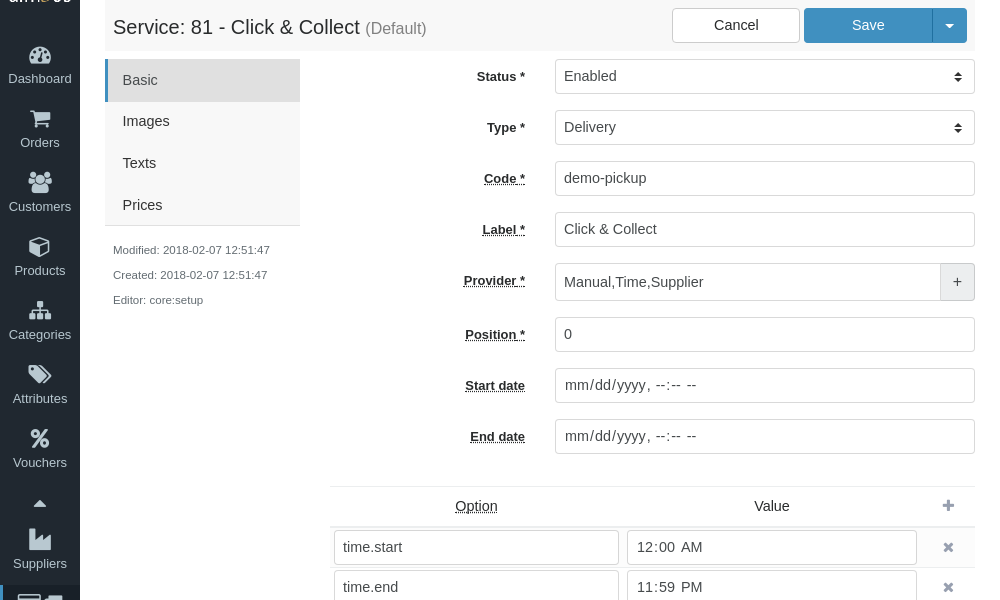 Service: 81 - Click & Collect (Default)
Cancel
Save
Dashboard
Orders
Customers
Products
Categories
Attributes
Vouchers
Suppliers
Basic
Images
Texts
Prices
Modified: 2018-02-07 12:51:47
Created: 2018-02-07 12:51:47
Editor: core:setup
Status * Enabled
Type * Delivery
Code * demo-pickup
Label * Click & Collect
Provider * Manual,Time,Supplier +
Position * 0
Start date mm/dd/yyyy, --:-- --
End date mm/dd/yyyy, --:-- --
Option Value
time.start 12:00 AM
time.end 11:59 PM